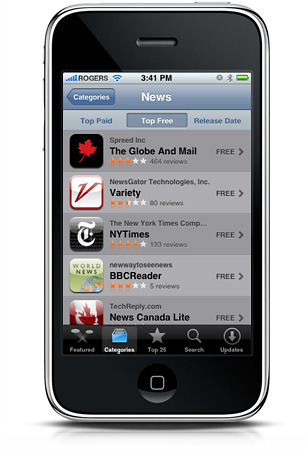 ROGERS 3:41 PM
Categories News
Top Paid Top Free Release Date
Spreed Inc
The Globe And Mail FREE
464 reviews
NewsGator Technologies, Inc.
Variety FREE
80 reviews
The New York Times Comp...
NYTimes FREE
193 reviews
WORLD NEWS
newwaytoseenews
BBCReader FREE
5 reviews
TechReply.com
News Canada Lite FREE
Featured Categories Top 25 Search Updates